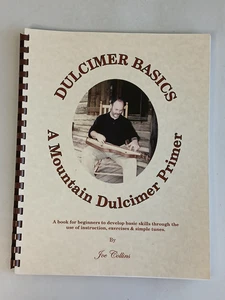 DULCIMER BASICS
A Mountain Dulcimer Primer
A book for beginners to develop basic skills through the
use of instruction, exercises & simple tunes.
By
Joe Collins